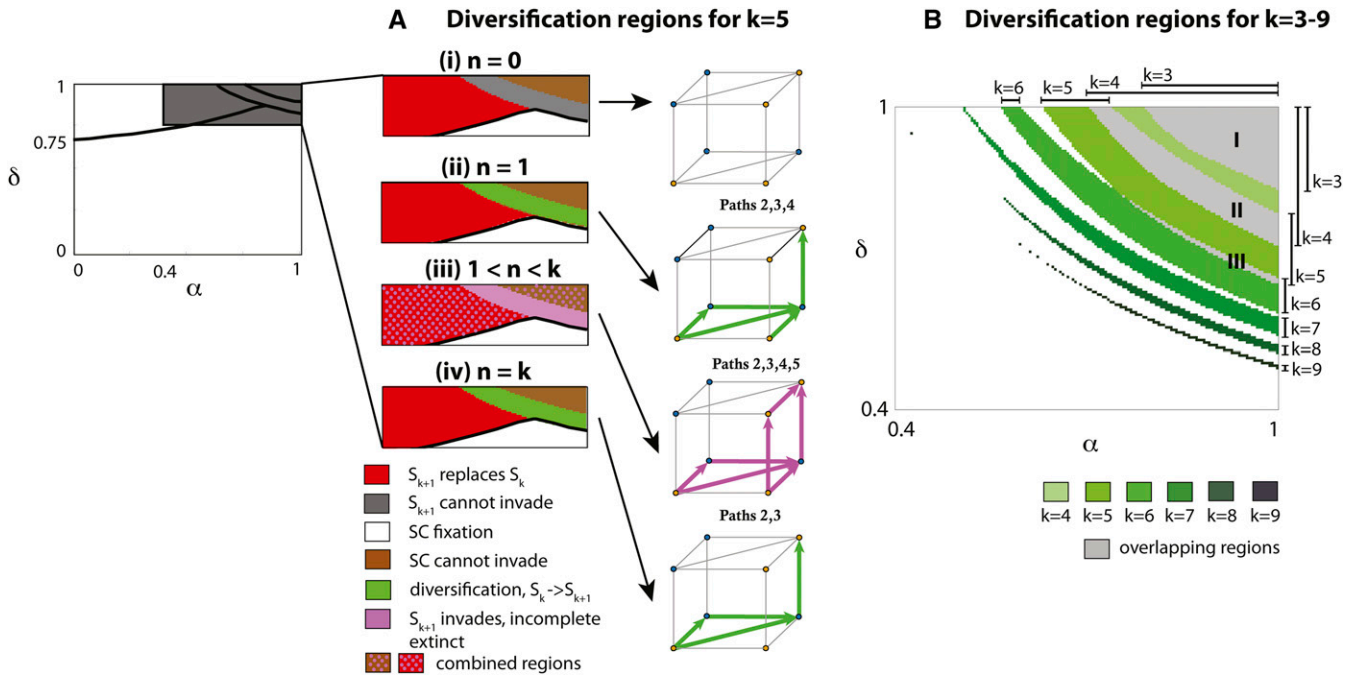 A Diversification regions for k=5
B Diversification regions for k=3-9
1
0.75
δ
0
0
0.4
1
α
(i) n = 0
(ii) n = 1
(iii) 1 < n < k
(iv) n = k
Paths 2,3,4
Paths 2,3,4,5
Paths 2,3
S_{k+1} replaces S_k
S_{k+1} cannot invade
SC fixation
SC cannot invade
diversification, S_k->S_{k+1}
S_{k+1} invades, incomplete
extinct
combined regions
k=3
k=4
k=5
k=6
1
δ
0.4
0.4
α
1
I
II
III
k=3
k=4
k=5
k=6
k=7
k=8
k=9
k=4
k=5
k=6
k=7
k=8
k=9
overlapping regions